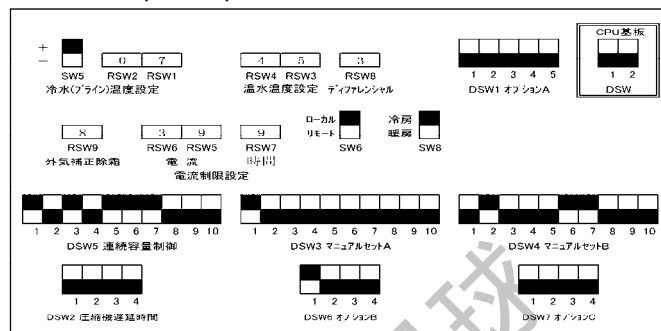 CPU基板
+
−
6 7
4 5
3
SW5 RSW2 RSW1
RSW4 RSW3
RSW8
1 2 3 4 5
1 2
冷水(ブライン)温度設定
温水温度設定
ディファレンシャル
DSW1 オプションA
DSW
8
3 9
9
ローカル
リモート
冷房
暖房
RSW9
RSW6 RSW5
RSW7
SW6
SW8
外気補正除霜
電 流
時間
電流制限設定
1 2 3 4 5 6 7 8 9 10
1 2 3 4 5 6 7 8 9 10
1 2 3 4 5 6 7 8 9 10
DSW5 連続容量制御
DSW3 マニュアルセットA
DSW4 マニュアルセットB
1 2 3 4
1 2 3 4
1 2 3 4
DSW2 圧縮機遅延時間
DSW6 オプションB
DSW7 オプションC
球